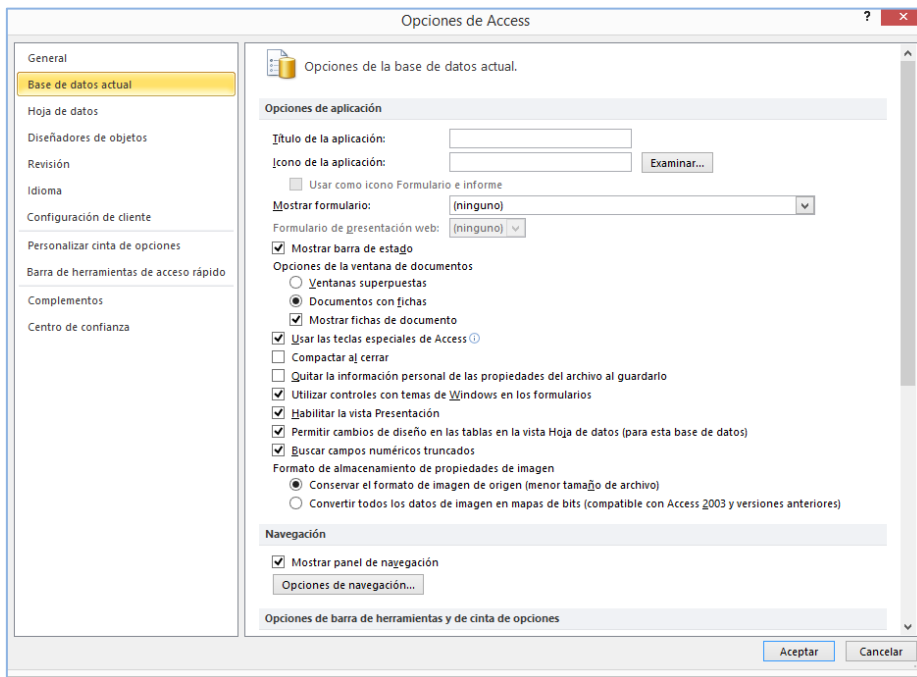 Opciones de Access
?
General
Base de datos actual
Hoja de datos
Diseñadores de objetos
Revisión
Idioma
Configuración de cliente
Personalizar cinta de opciones
Barra de herramientas de acceso rápido
Complementos
Centro de confianza
Opciones de la base de datos actual.
Opciones de aplicación
Título de la aplicación:
Icono de la aplicación:
Examinar...
Usar como icono Formulario e informe
Mostrar formulario:
(ninguno)
Formulario de presentación web:
(ninguno)
Mostrar barra de estado
Opciones de la ventana de documentos
Ventanas superpuestas
Documentos con fichas
Mostrar fichas de documento
Usar las teclas especiales de Access
Compactar al cerrar
Quitar la información personal de las propiedades del archivo al guardarlo
Utilizar controles con temas de Windows en los formularios
Habilitar la vista Presentación
Permitir cambios de diseño en las tablas en la vista Hoja de datos (para esta base de datos)
Buscar campos numéricos truncados
Formato de almacenamiento de propiedades de imagen
Conservar el formato de imagen de origen (menor tamaño de archivo)
Convertir todos los datos de imagen en mapas de bits (compatible con Access 2003 y versiones anteriores)
Navegación
Mostrar panel de navegación
Opciones de navegación...
Opciones de barra de herramientas y de cinta de opciones
Aceptar
Cancelar